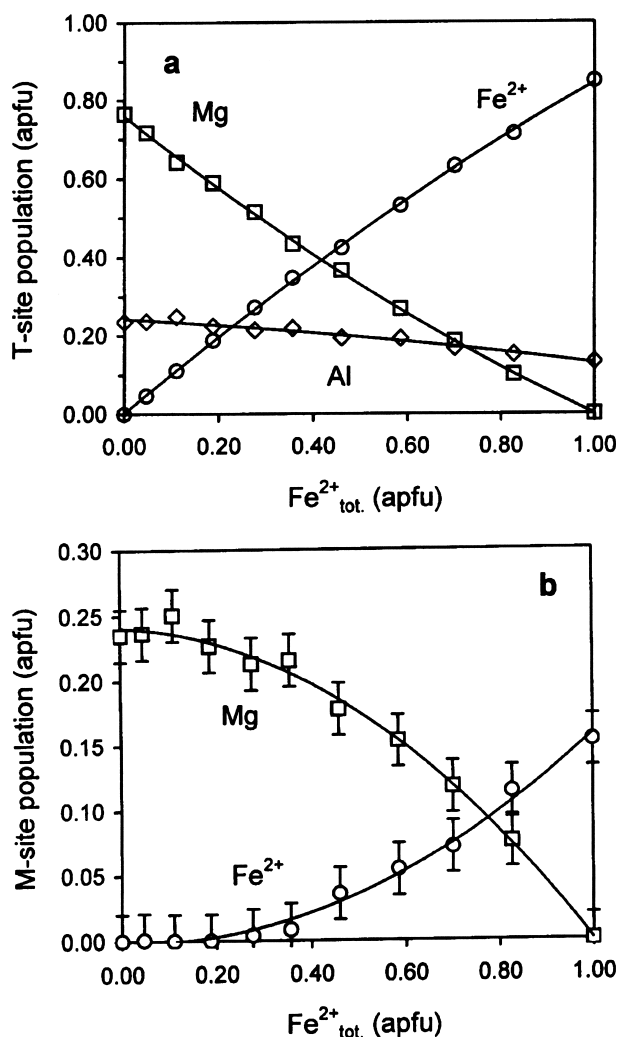 1.00
a
Mg
Fe2+
0.80
0.60
0.40
0.20
0.00
Al
T-site population (apfu)
0.00 0.20 0.40 0.60 0.80 1.00
Fe2+tot. (apfu)
0.30
b
0.25
0.20
Mg
0.15
0.10
Fe2+
0.05
0.00
M-site population (apfu)
0.00 0.20 0.40 0.60 0.80 1.00
Fe2+tot. (apfu)